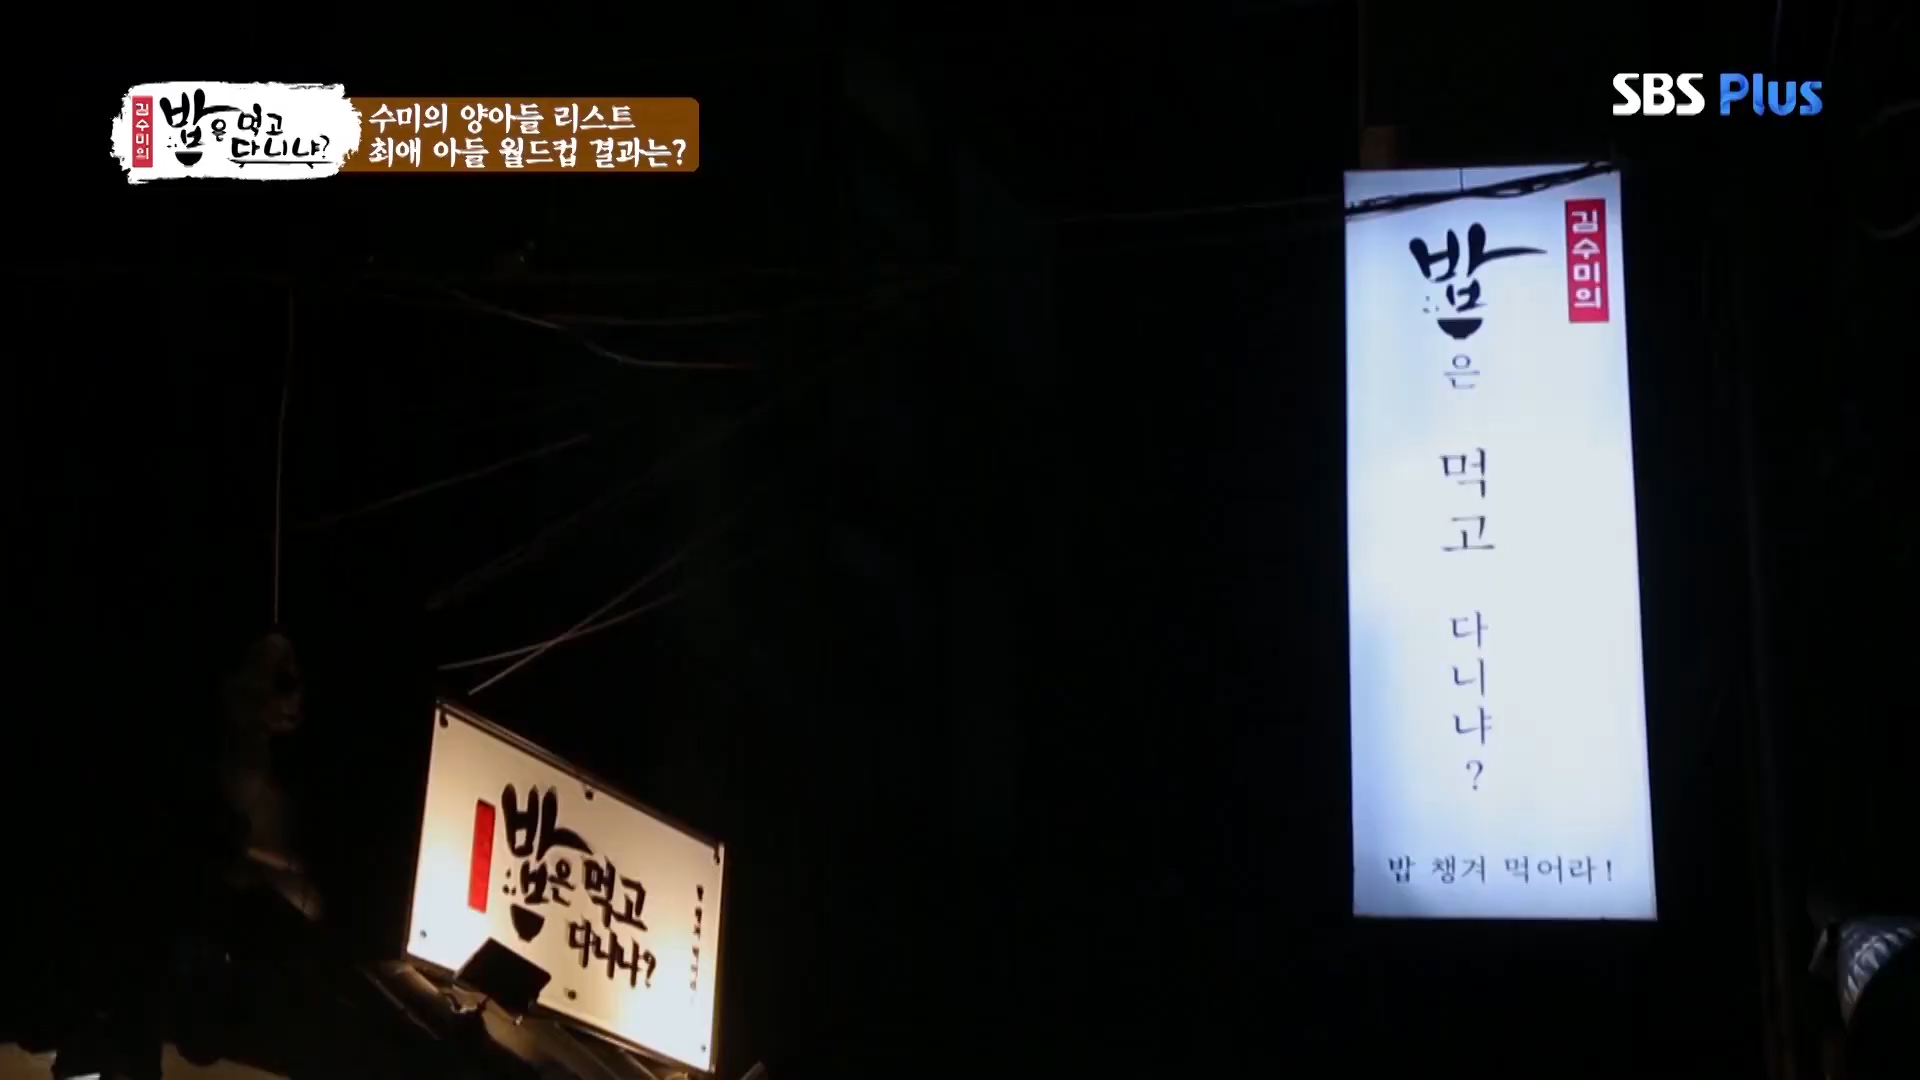 김수미의
밥은 먹고
다니냐?
수미의 양아들 리스트
최애 아들 월드컵 결과는?
SBS Plus
김수미의
밥은 먹고 다니냐?
밥 챙겨 먹어라!
밥은 먹고
다니냐?